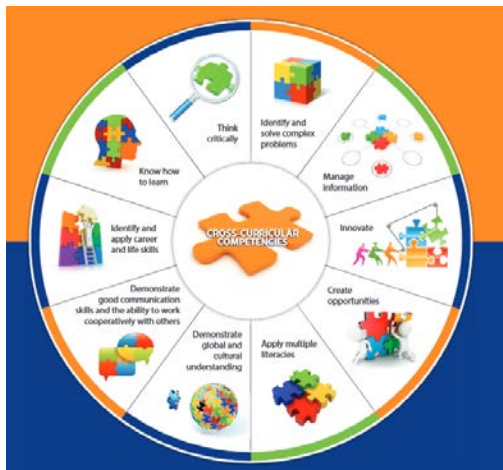 Think
critically
Identify and
solve complex
problems
Manage
information
Innovate
Create
opportunities
Apply multiple
literacies
Demonstrate
global and
cultural
understanding
Demonstrate
good communication
skills and the ability to work
cooperatively with others
Identify and
apply career
and life skills
Know how
to learn
CROSS-CURRICULAR
COMPETENCIES